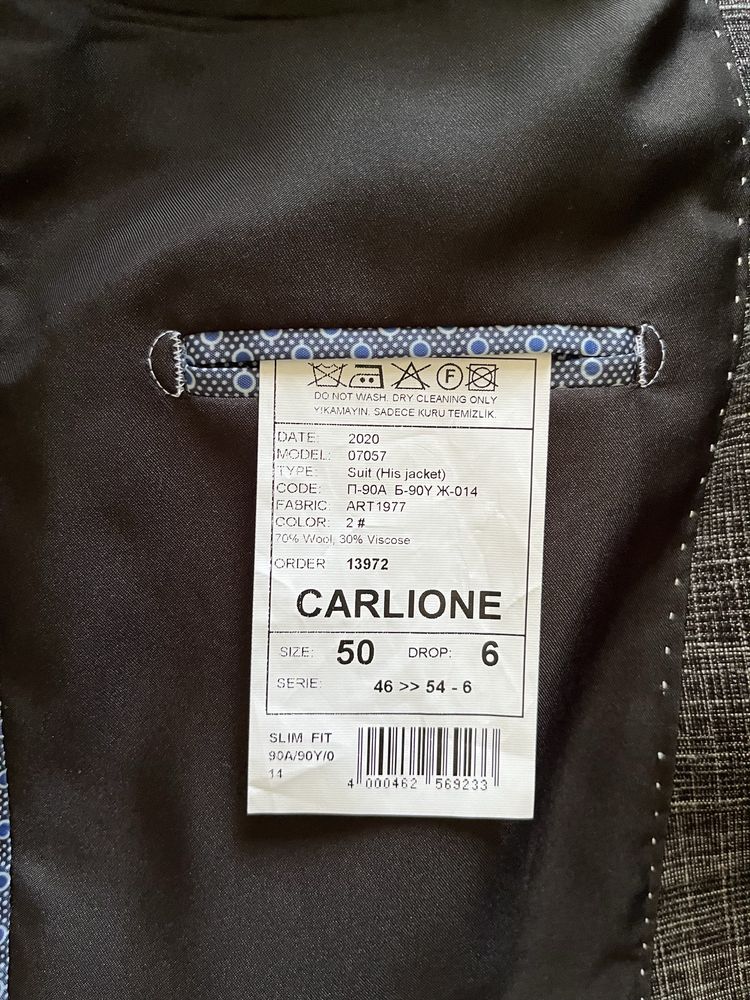 F
DO NOT WASH. DRY CLEANING ONLY
YIKAMAYIN. SADECE KURU TEMİZLİK.
DATE: 2020
MODEL: 07057
TYPE: Suit (His jacket)
CODE: П-90А Б-90Y Ж-014
FABRIC: ART1977
COLOR: 2 #
70% Wool, 30% Viscose
ORDER 13972
CARLIONE
SIZE: 50 DROP: 6
SERIE: 46 >> 54 - 6
SLIM FIT
90A/90Y/0
14
4 000462 569233